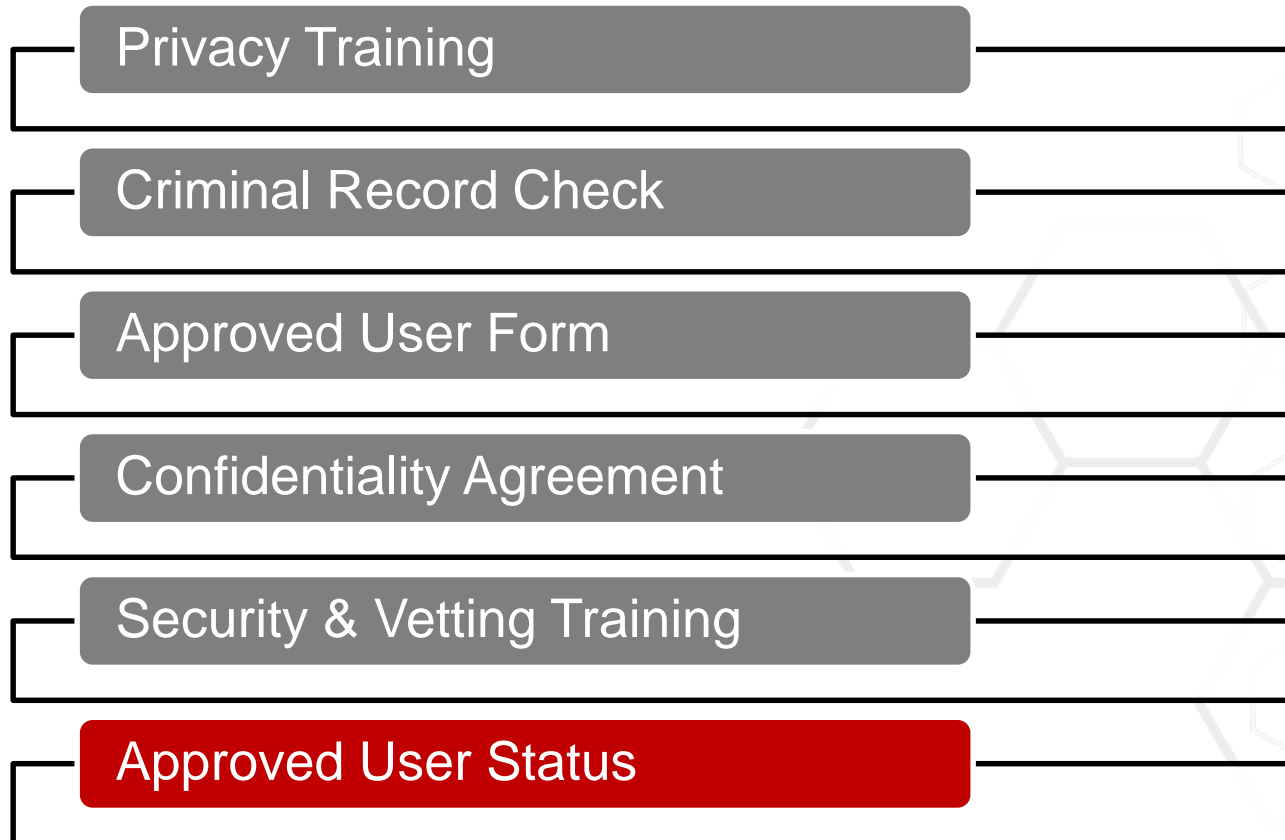 Privacy Training
Criminal Record Check
Approved User Form
Confidentiality Agreement
Security & Vetting Training
Approved User Status